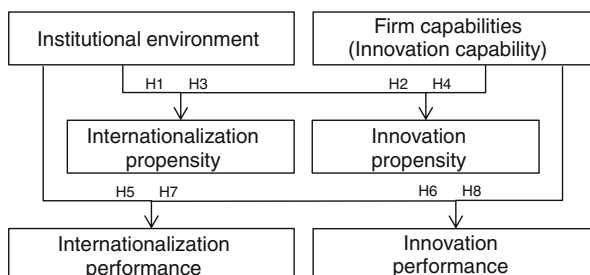 Institutional environment
Firm capabilities
(Innovation capability)
H1 H3 H2 H4
Internationalization
propensity
Innovation
propensity
H5 H7 H6 H8
Internationalization
performance
Innovation
performance